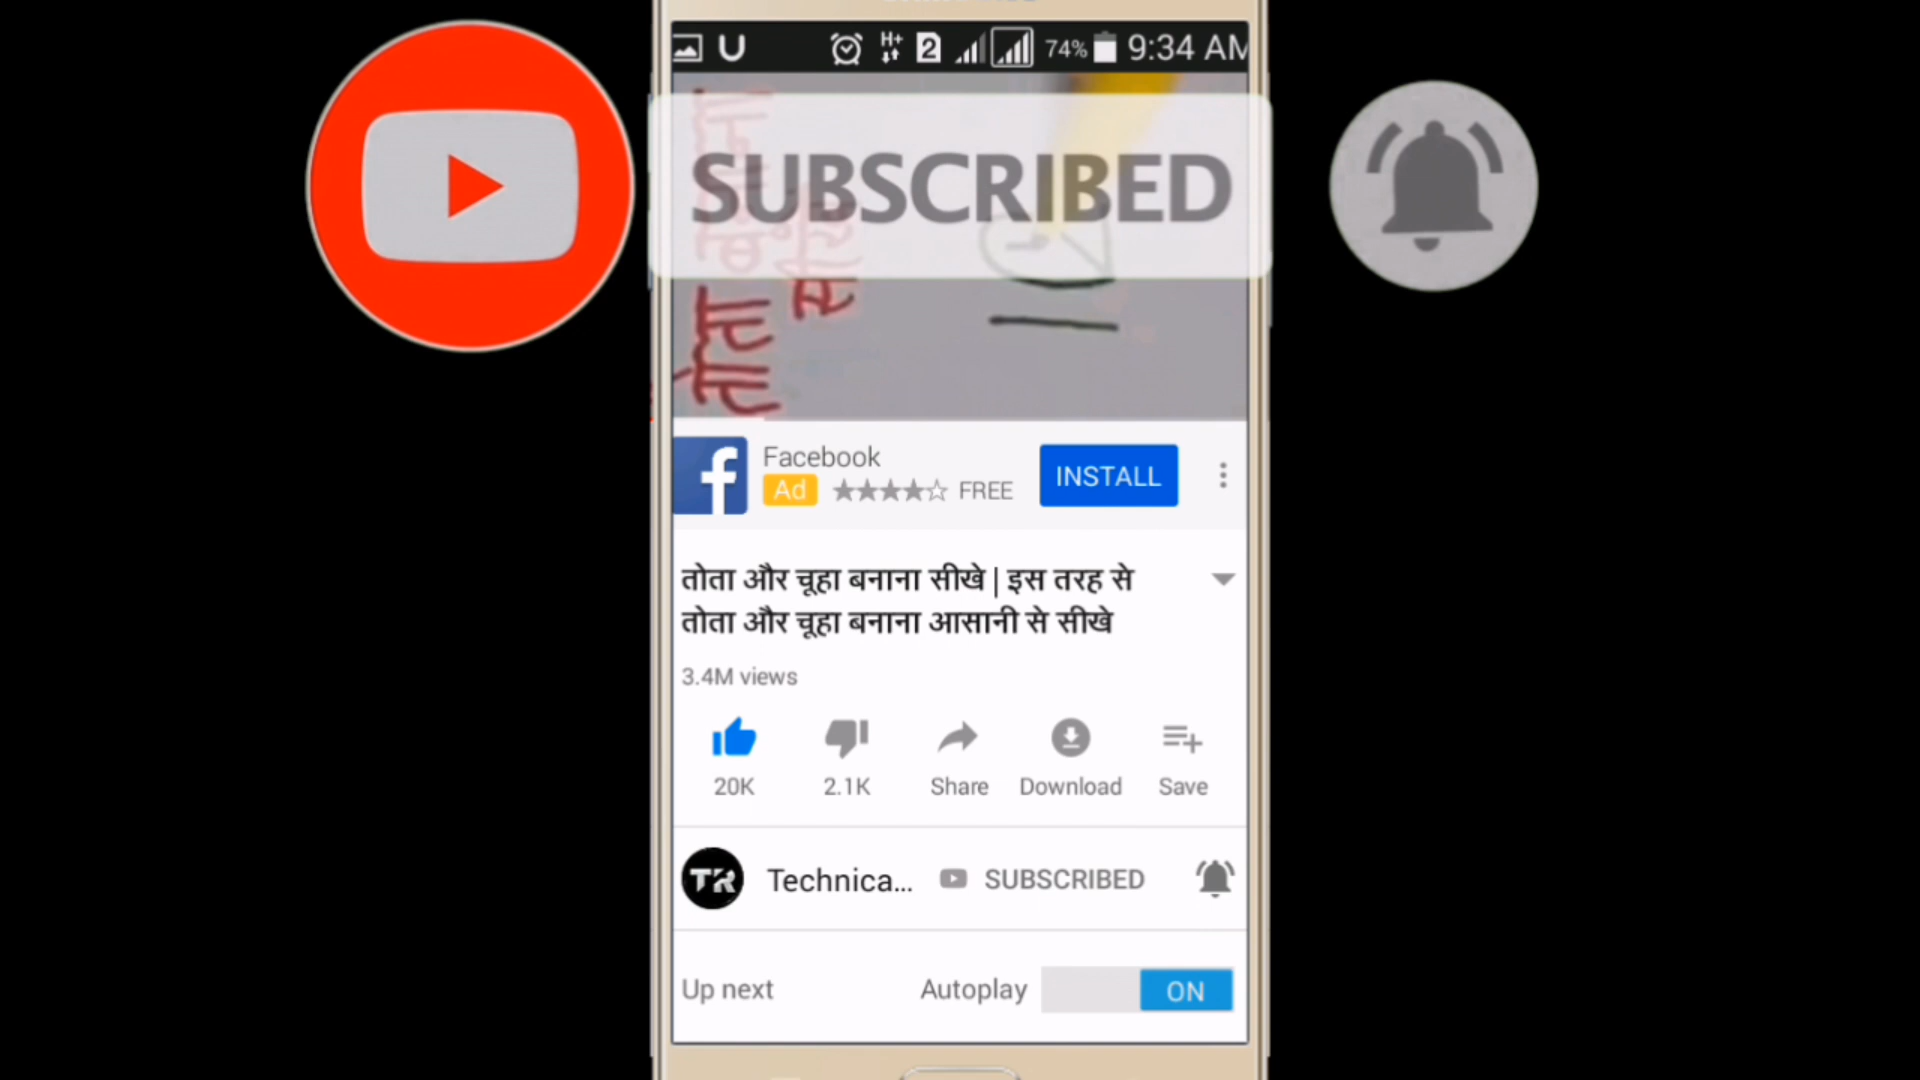 H+
2
74%
9:34 AM
SUBSCRIBED
तोता बनाना
सीखे
Facebook
Ad
FREE
INSTALL
तोता और चूहा बनाना सीखे | इस तरह से
तोता और चूहा बनाना आसानी से सीखे
3.4M views
20K
2.1K
Share
Download
Save
TR
Technica...
SUBSCRIBED
Up next
Autoplay
ON